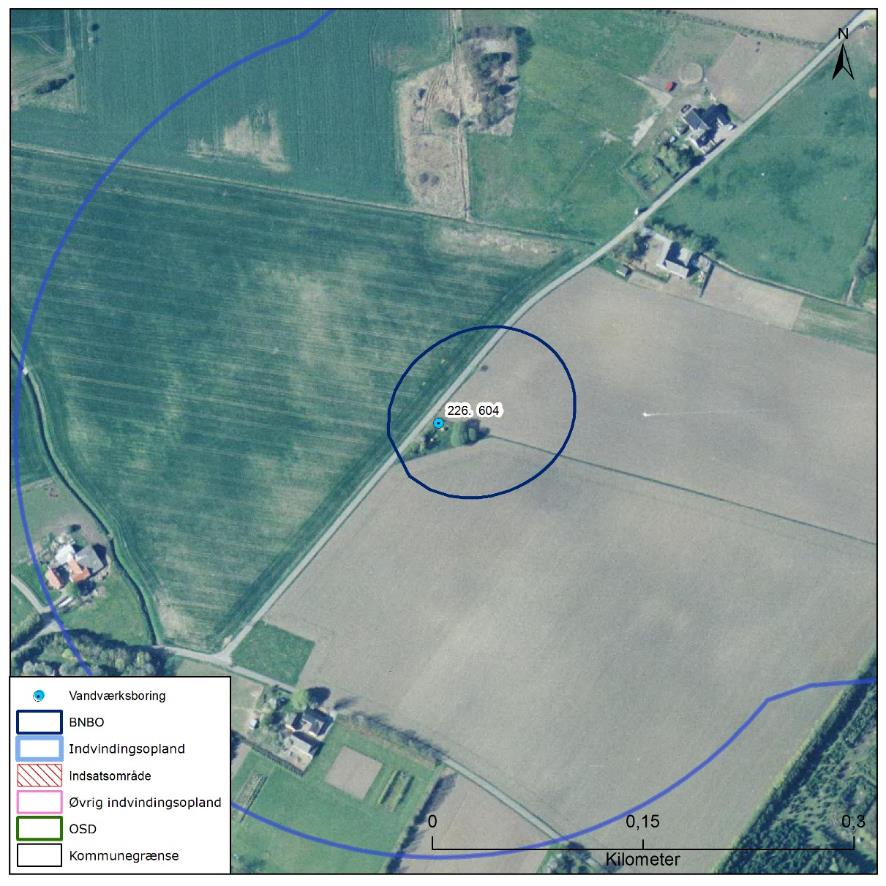 N
226. 604
Vandværksboring
BNBO
Indvindingsopland
Indsatsområde
Øvrig indvindingsopland
OSD
Kommunegrænse
0 0,15 0,3
Kilometer